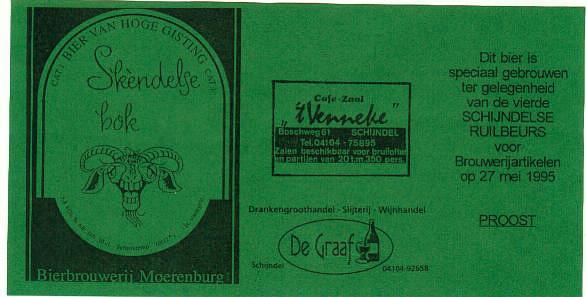 CAT.I BIER VAN HOGE GISTING CAT.I
Skèndelse
bok
Bierbrouwerij Moerenburg
Cafe-Zaal
„'t Venneke”
Boschweg 61 SCHIJNDEL
Tel. 04104 - 75895
Zalen beschikbaar voor bruiloften
en partijen van 20 t.m. 350 pers.
Drankengroothandel - Slijterij - Wijnhandel
De Graaf
Schijndel 04104-92658
Dit bier is
speciaal gebrouwen
ter gelegenheid
van de vierde
SCHIJNDELSE
RUILBEURS
voor
Brouwerijartikelen
op 27 mei 1995
PROOST